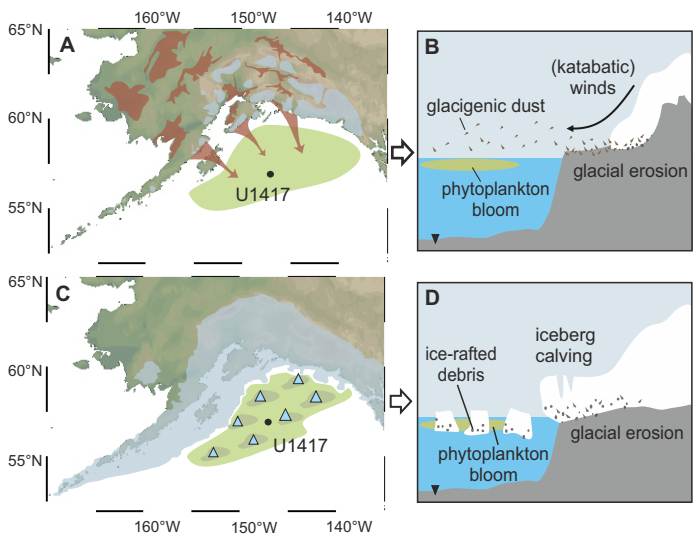 160°W
150°W
140°W
65°N
A
60°N
55°N
U1417
B
(katabatic)
winds
glacigenic dust
glacial erosion
phytoplankton
bloom
65°N
C
60°N
55°N
U1417
160°W
150°W
140°W
D
iceberg
calving
ice-rafted
debris
glacial erosion
phytoplankton
bloom